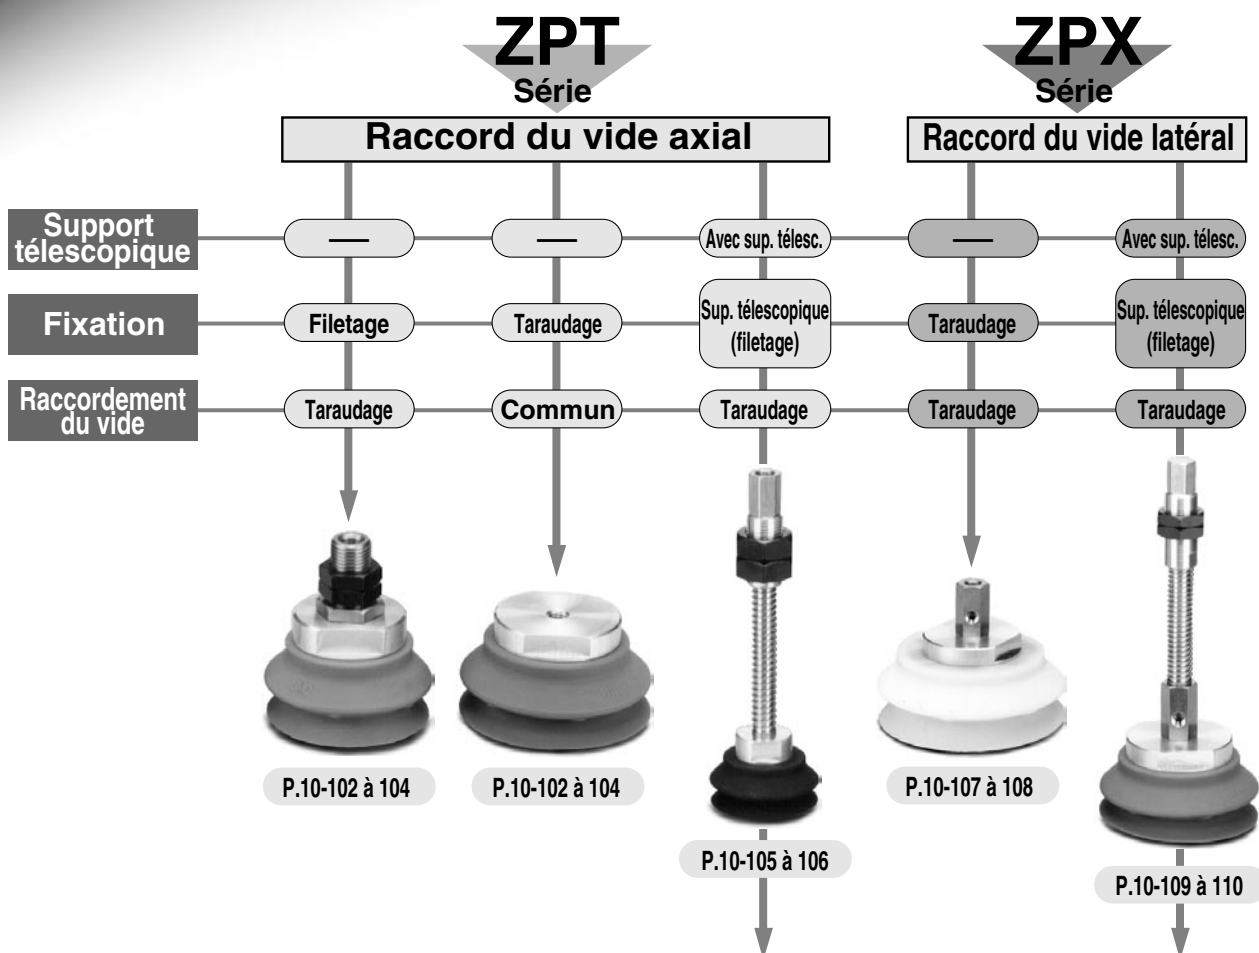 ZPT
Série
ZPX
Série
Raccord du vide axial
Raccord du vide latéral
Support
télescopique
—
—
Avec sup. télesc.
—
Avec sup. télesc.
Fixation
Filetage
Taraudage
Sup. télescopique
(filetage)
Taraudage
Sup. télescopique
(filetage)
Raccordement
du vide
Taraudage
Commun
Taraudage
Taraudage
Taraudage
P.10-102 à 104
P.10-102 à 104
P.10-105 à 106
P.10-107 à 108
P.10-109 à 110